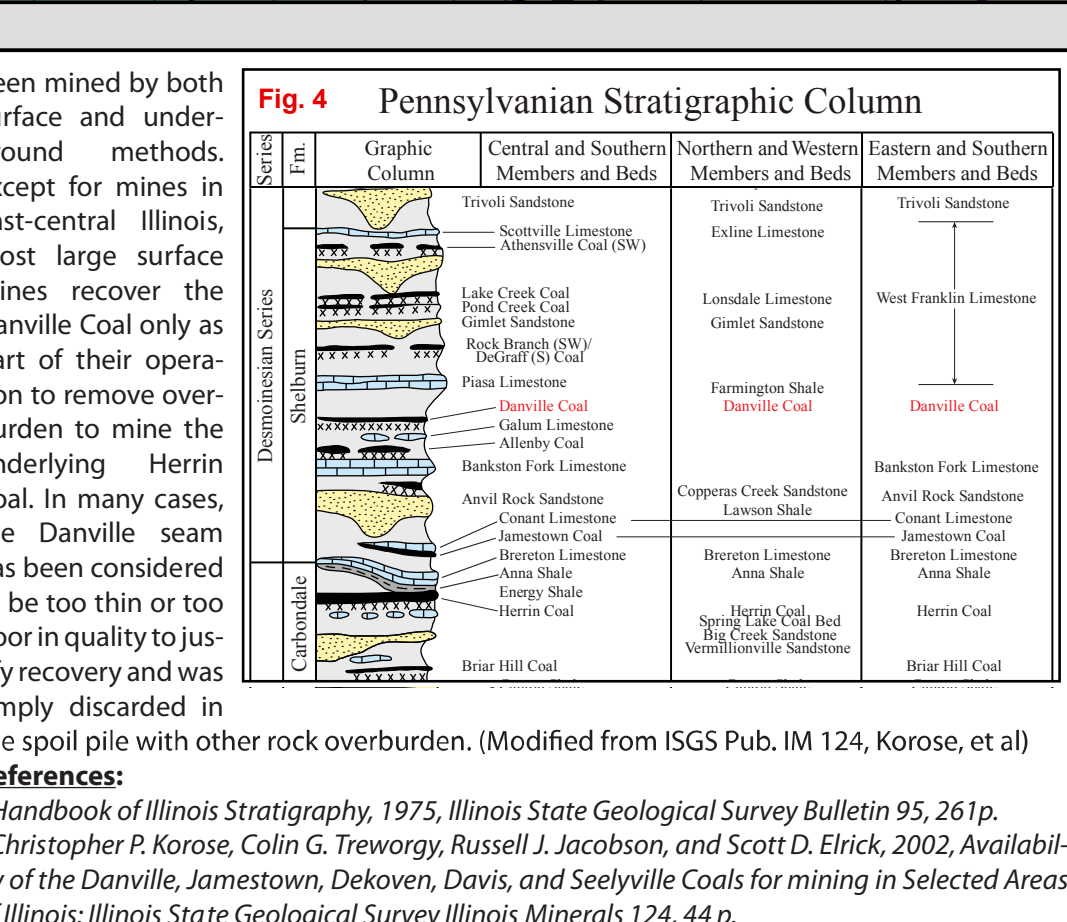 een mined by both
urface and under-
round methods.
xcept for mines in
ast-central Illinois,
ost large surface
ines recover the
anville Coal only as
art of their opera-
on to remove over-
urden to mine the
nderlying Herrin
oal. In many cases,
e Danville seam
as been considered
be too thin or too
oor in quality to jus-
fy recovery and was
mply discarded in
e spoil pile with other rock overburden. (Modified from ISGS Pub. IM 124, Korose, et al)
Fig. 4 Pennsylvanian Stratigraphic Column
Series
Fm.
Graphic
Column
Central and Southern
Members and Beds
Northern and Western
Members and Beds
Eastern and Southern
Members and Beds
Desmoinesian Series
Shelburn
Carbondale
Trivoli Sandstone
Scottville Limestone
Athensville Coal (SW)
Lake Creek Coal
Pond Creek Coal
Gimlet Sandstone
Rock Branch (SW)/
DeGraff (S) Coal
Piasa Limestone
Danville Coal
Galum Limestone
Allenby Coal
Bankston Fork Limestone
Anvil Rock Sandstone
Conant Limestone
Jamestown Coal
Brereton Limestone
Anna Shale
Energy Shale
Herrin Coal
Briar Hill Coal
Trivoli Sandstone
Exline Limestone
Lonsdale Limestone
Gimlet Sandstone
Farmington Shale
Danville Coal
Copperas Creek Sandstone
Lawson Shale
Brereton Limestone
Anna Shale
Herrin Coal
Spring Lake Coal Bed
Big Creek Sandstone
Vermillionville Sandstone
Trivoli Sandstone
West Franklin Limestone
Danville Coal
Bankston Fork Limestone
Anvil Rock Sandstone
Conant Limestone
Jamestown Coal
Brereton Limestone
Anna Shale
Herrin Coal
Briar Hill Coal
eferences:
Handbook of Illinois Stratigraphy, 1975, Illinois State Geological Survey Bulletin 95, 261p.
Christopher P. Korose, Colin G. Treworgy, Russell J. Jacobson, and Scott D. Elrick, 2002, Availabil-
y of the Danville, Jamestown, Dekoven, Davis, and Seelyville Coals for mining in Selected Areas
f Illinois: Illinois State Geological Survey Illinois Minerals 124, 44 p.